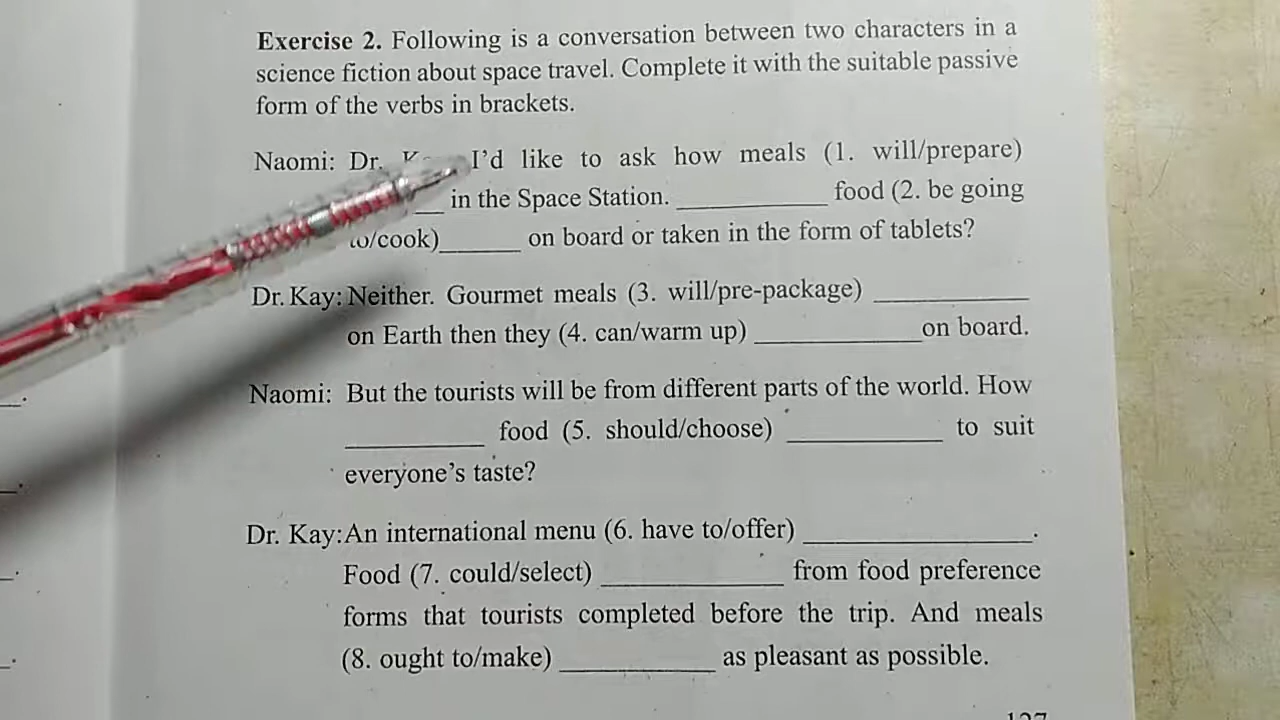 Exercise 2. Following is a conversation between two characters in a
science fiction about space travel. Complete it with the suitable passive
form of the verbs in brackets.
Naomi: Dr. I'd like to ask how meals (1. will/prepare)
__ in the Space Station. ___________ food (2. be going
to/cook)______ on board or taken in the form of tablets?
Dr. Kay: Neither. Gourmet meals (3. will/pre-package) ___________
on Earth then they (4. can/warm up) ____________on board.
Naomi: But the tourists will be from different parts of the world. How
__________ food (5. should/choose) ___________ to suit
everyone's taste?
Dr. Kay:An international menu (6. have to/offer) ________________.
Food (7. could/select) _____________ from food preference
forms that tourists completed before the trip. And meals
(8. ought to/make) ___________ as pleasant as possible.